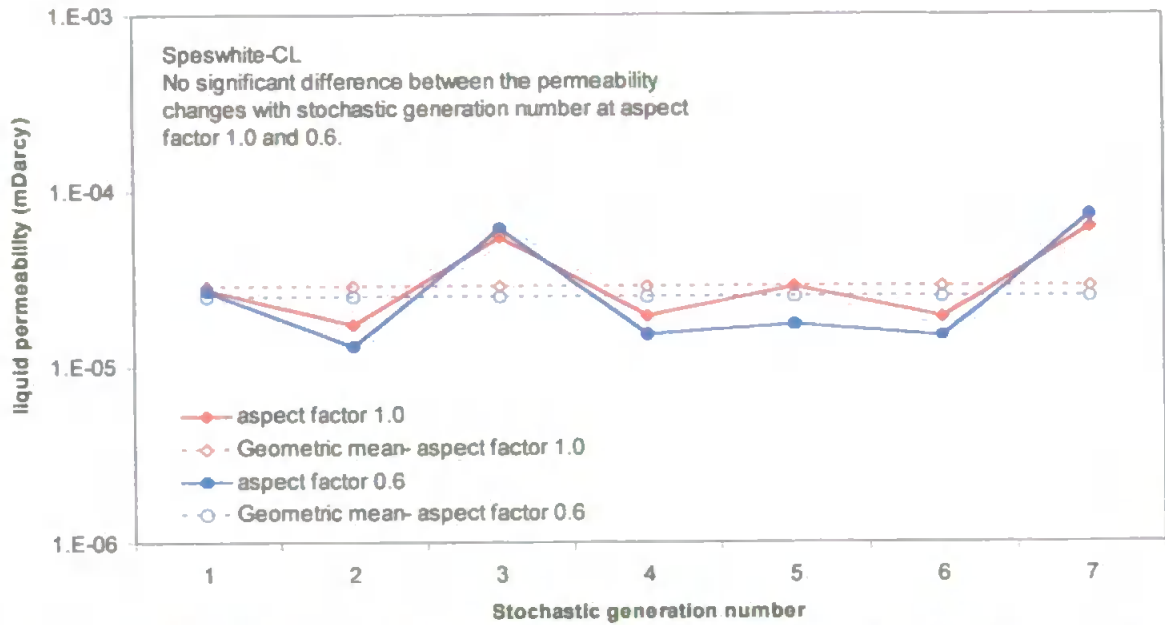 1.E-03
Speswhite-CL
No significant difference between the permeability
changes with stochastic generation number at aspect
factor 1.0 and 0.6.
liquid permeability (mDarcy)
1.E-04
1.E-05
aspect factor 1.0
Geometric mean- aspect factor 1.0
aspect factor 0.6
Geometric mean- aspect factor 0.6
1.E-06
1 2 3 4 5 6 7
Stochastic generation number